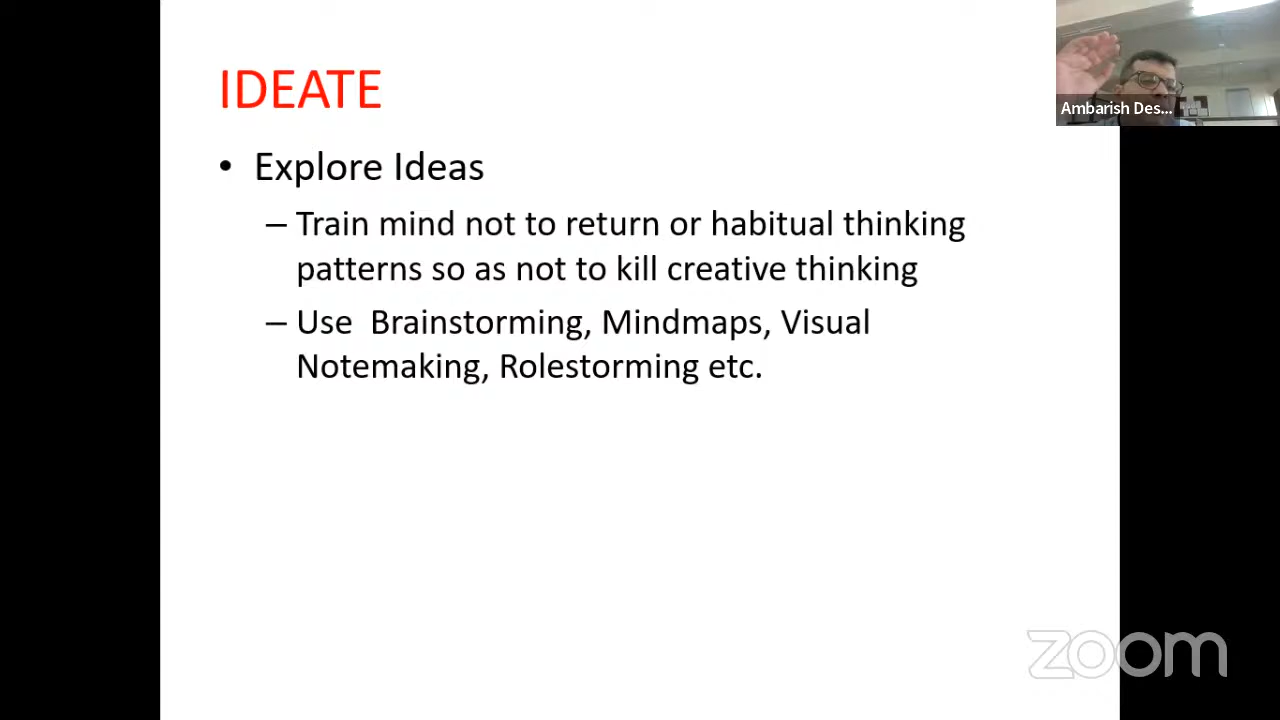 IDEATE
• Explore Ideas
– Train mind not to return or habitual thinking
patterns so as not to kill creative thinking
– Use  Brainstorming, Mindmaps, Visual
Notemaking, Rolestorming etc.
Ambarish Des...
zoom